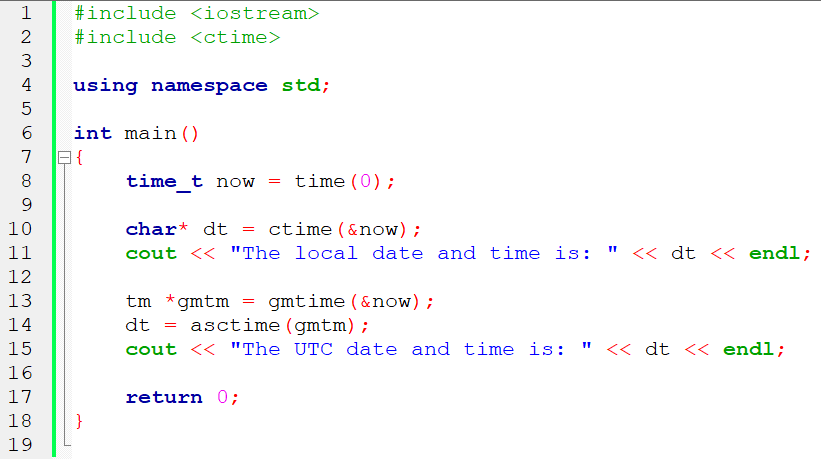 1 #include <iostream>
2 #include <ctime>
3
4 using namespace std;
5
6 int main()
7 {
8 time_t now = time(0);
9
10 char* dt = ctime(&now);
11 cout << "The local date and time is: " << dt << endl;
12
13 tm *gmtm = gmtime(&now);
14 dt = asctime(gmtm);
15 cout << "The UTC date and time is: " << dt << endl;
16
17 return 0;
18 }
19